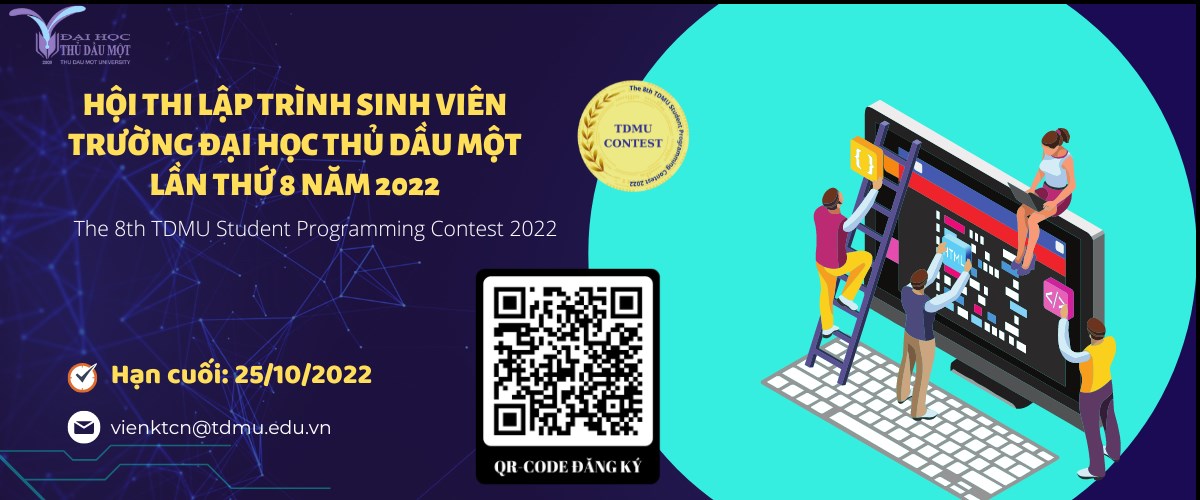 ĐẠI HỌC
THỦ DẦU MỘT
2009 THU DAU MOT UNIVERSITY
HỘI THI LẬP TRÌNH SINH VIÊN
TRƯỜNG ĐẠI HỌC THỦ DẦU MỘT
LẦN THỨ 8 NĂM 2022
The 8th TDMU Student Programming Contest 2022
The 8th TDMU Student Programming Contest 2022
TDMU
CONTEST
{ }
HTML
</>
Hạn cuối: 25/10/2022
vienktcn@tdmu.edu.vn
QR-CODE ĐĂNG KÝ